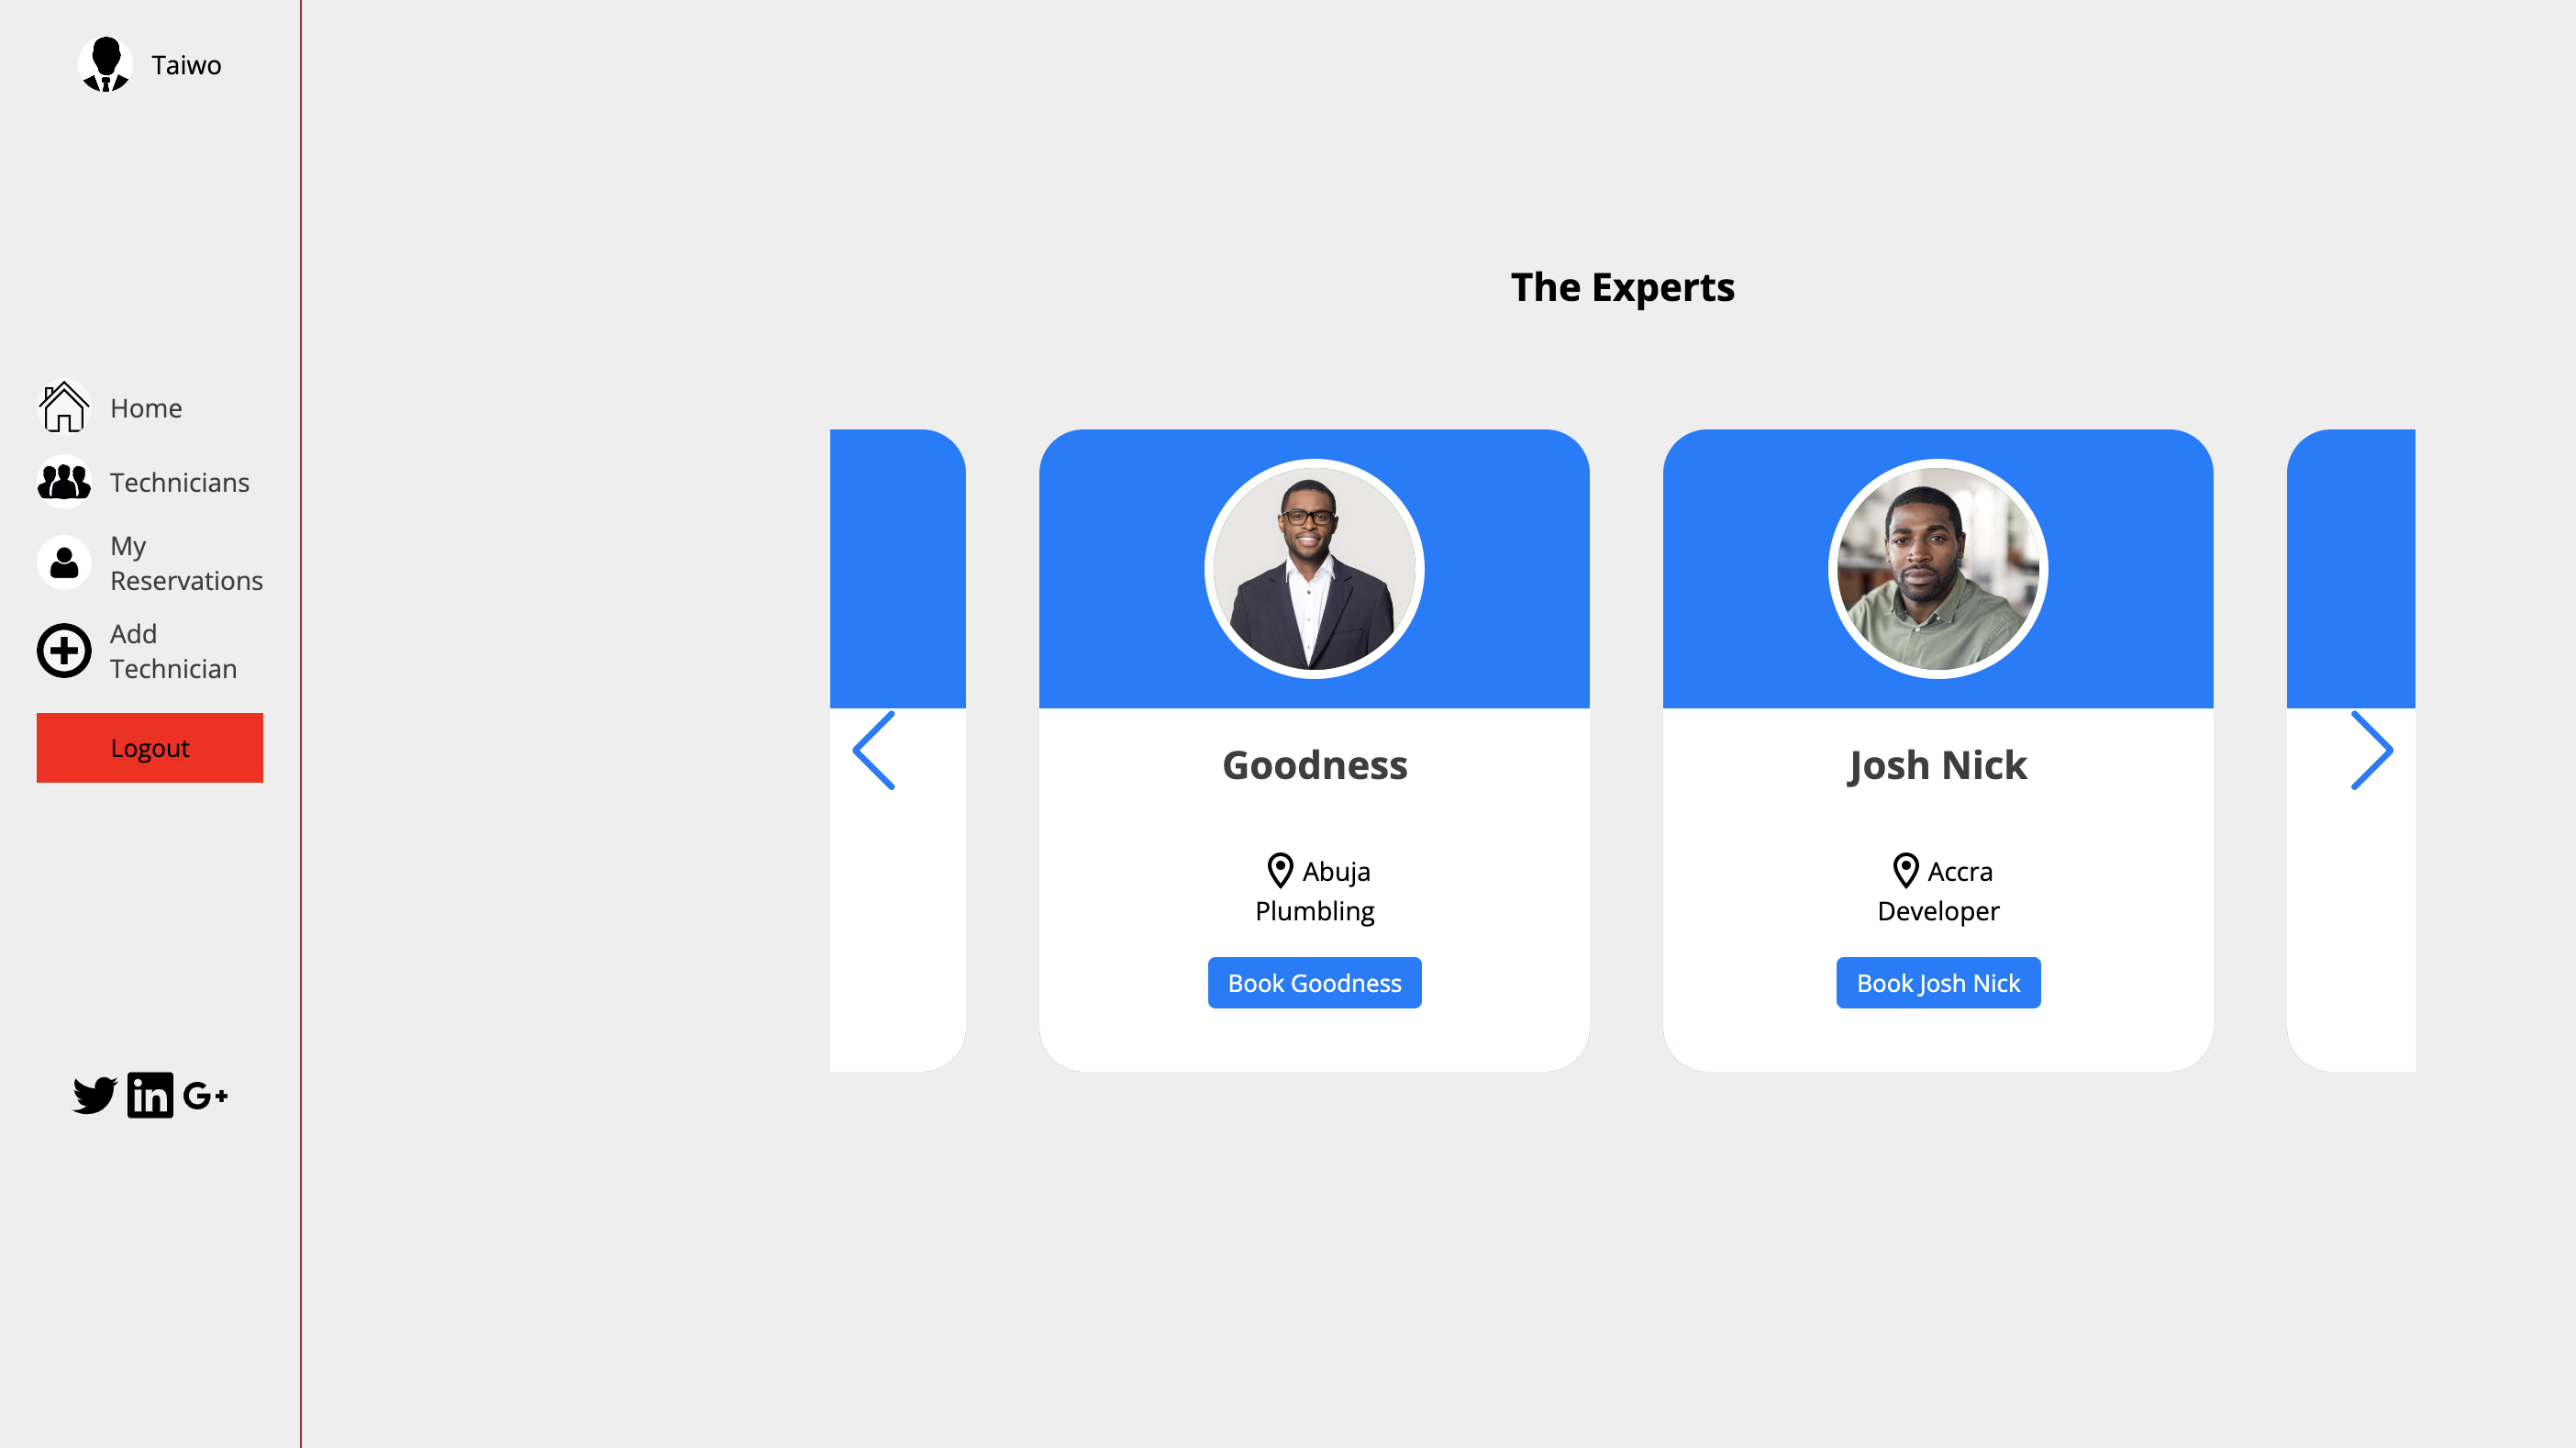 Taiwo
Home
Technicians
My
Reservations
Add
Technician
Logout
in G+
The Experts
Goodness
Abuja
Plumbling
Book Goodness
Josh Nick
Accra
Developer
Book Josh Nick